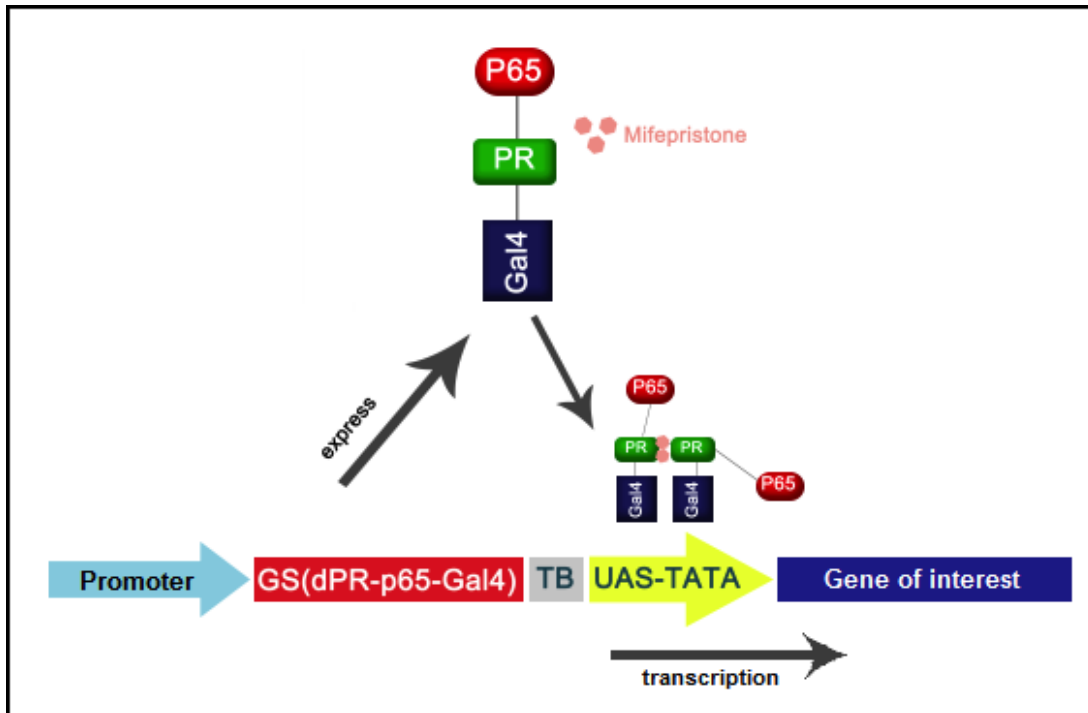 P65
Mifepristone
PR
Gal4
express
P65
PR
PR
P65
Gal4
Gal4
Promoter
GS(dPR-p65-Gal4)
TB
UAS-TATA
Gene of interest
transcription